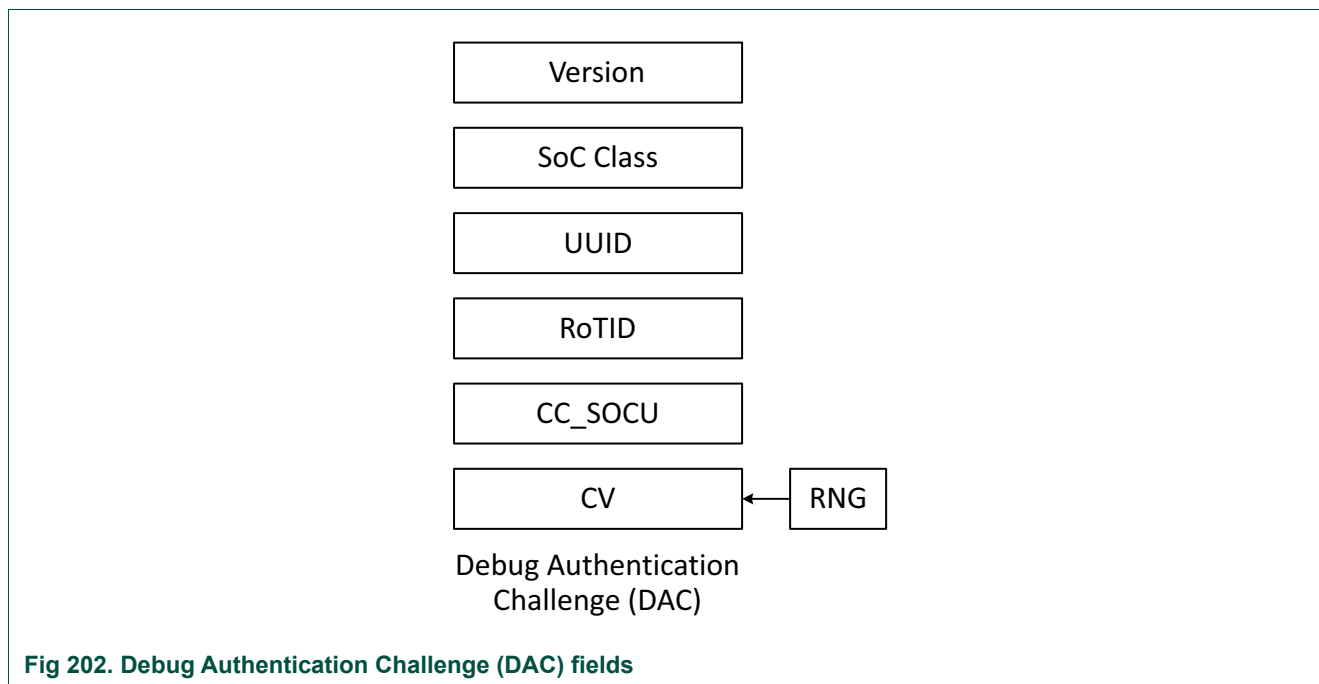 Version
SoC Class
UUID
RoTID
CC_SOCU
CV
RNG
Debug Authentication
Challenge (DAC)
Fig 202. Debug Authentication Challenge (DAC) fields